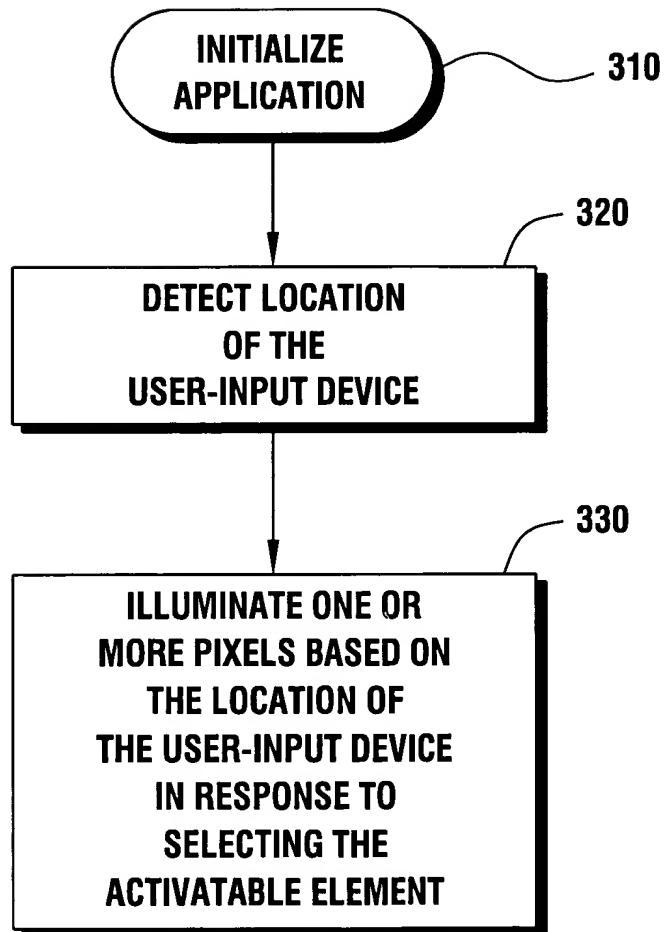 INITIALIZE
APPLICATION
310
320
DETECT LOCATION
OF THE
USER-INPUT DEVICE
330
ILLUMINATE ONE OR
MORE PIXELS BASED ON
THE LOCATION OF
THE USER-INPUT DEVICE
IN RESPONSE TO
SELECTING THE
ACTIVATABLE ELEMENT